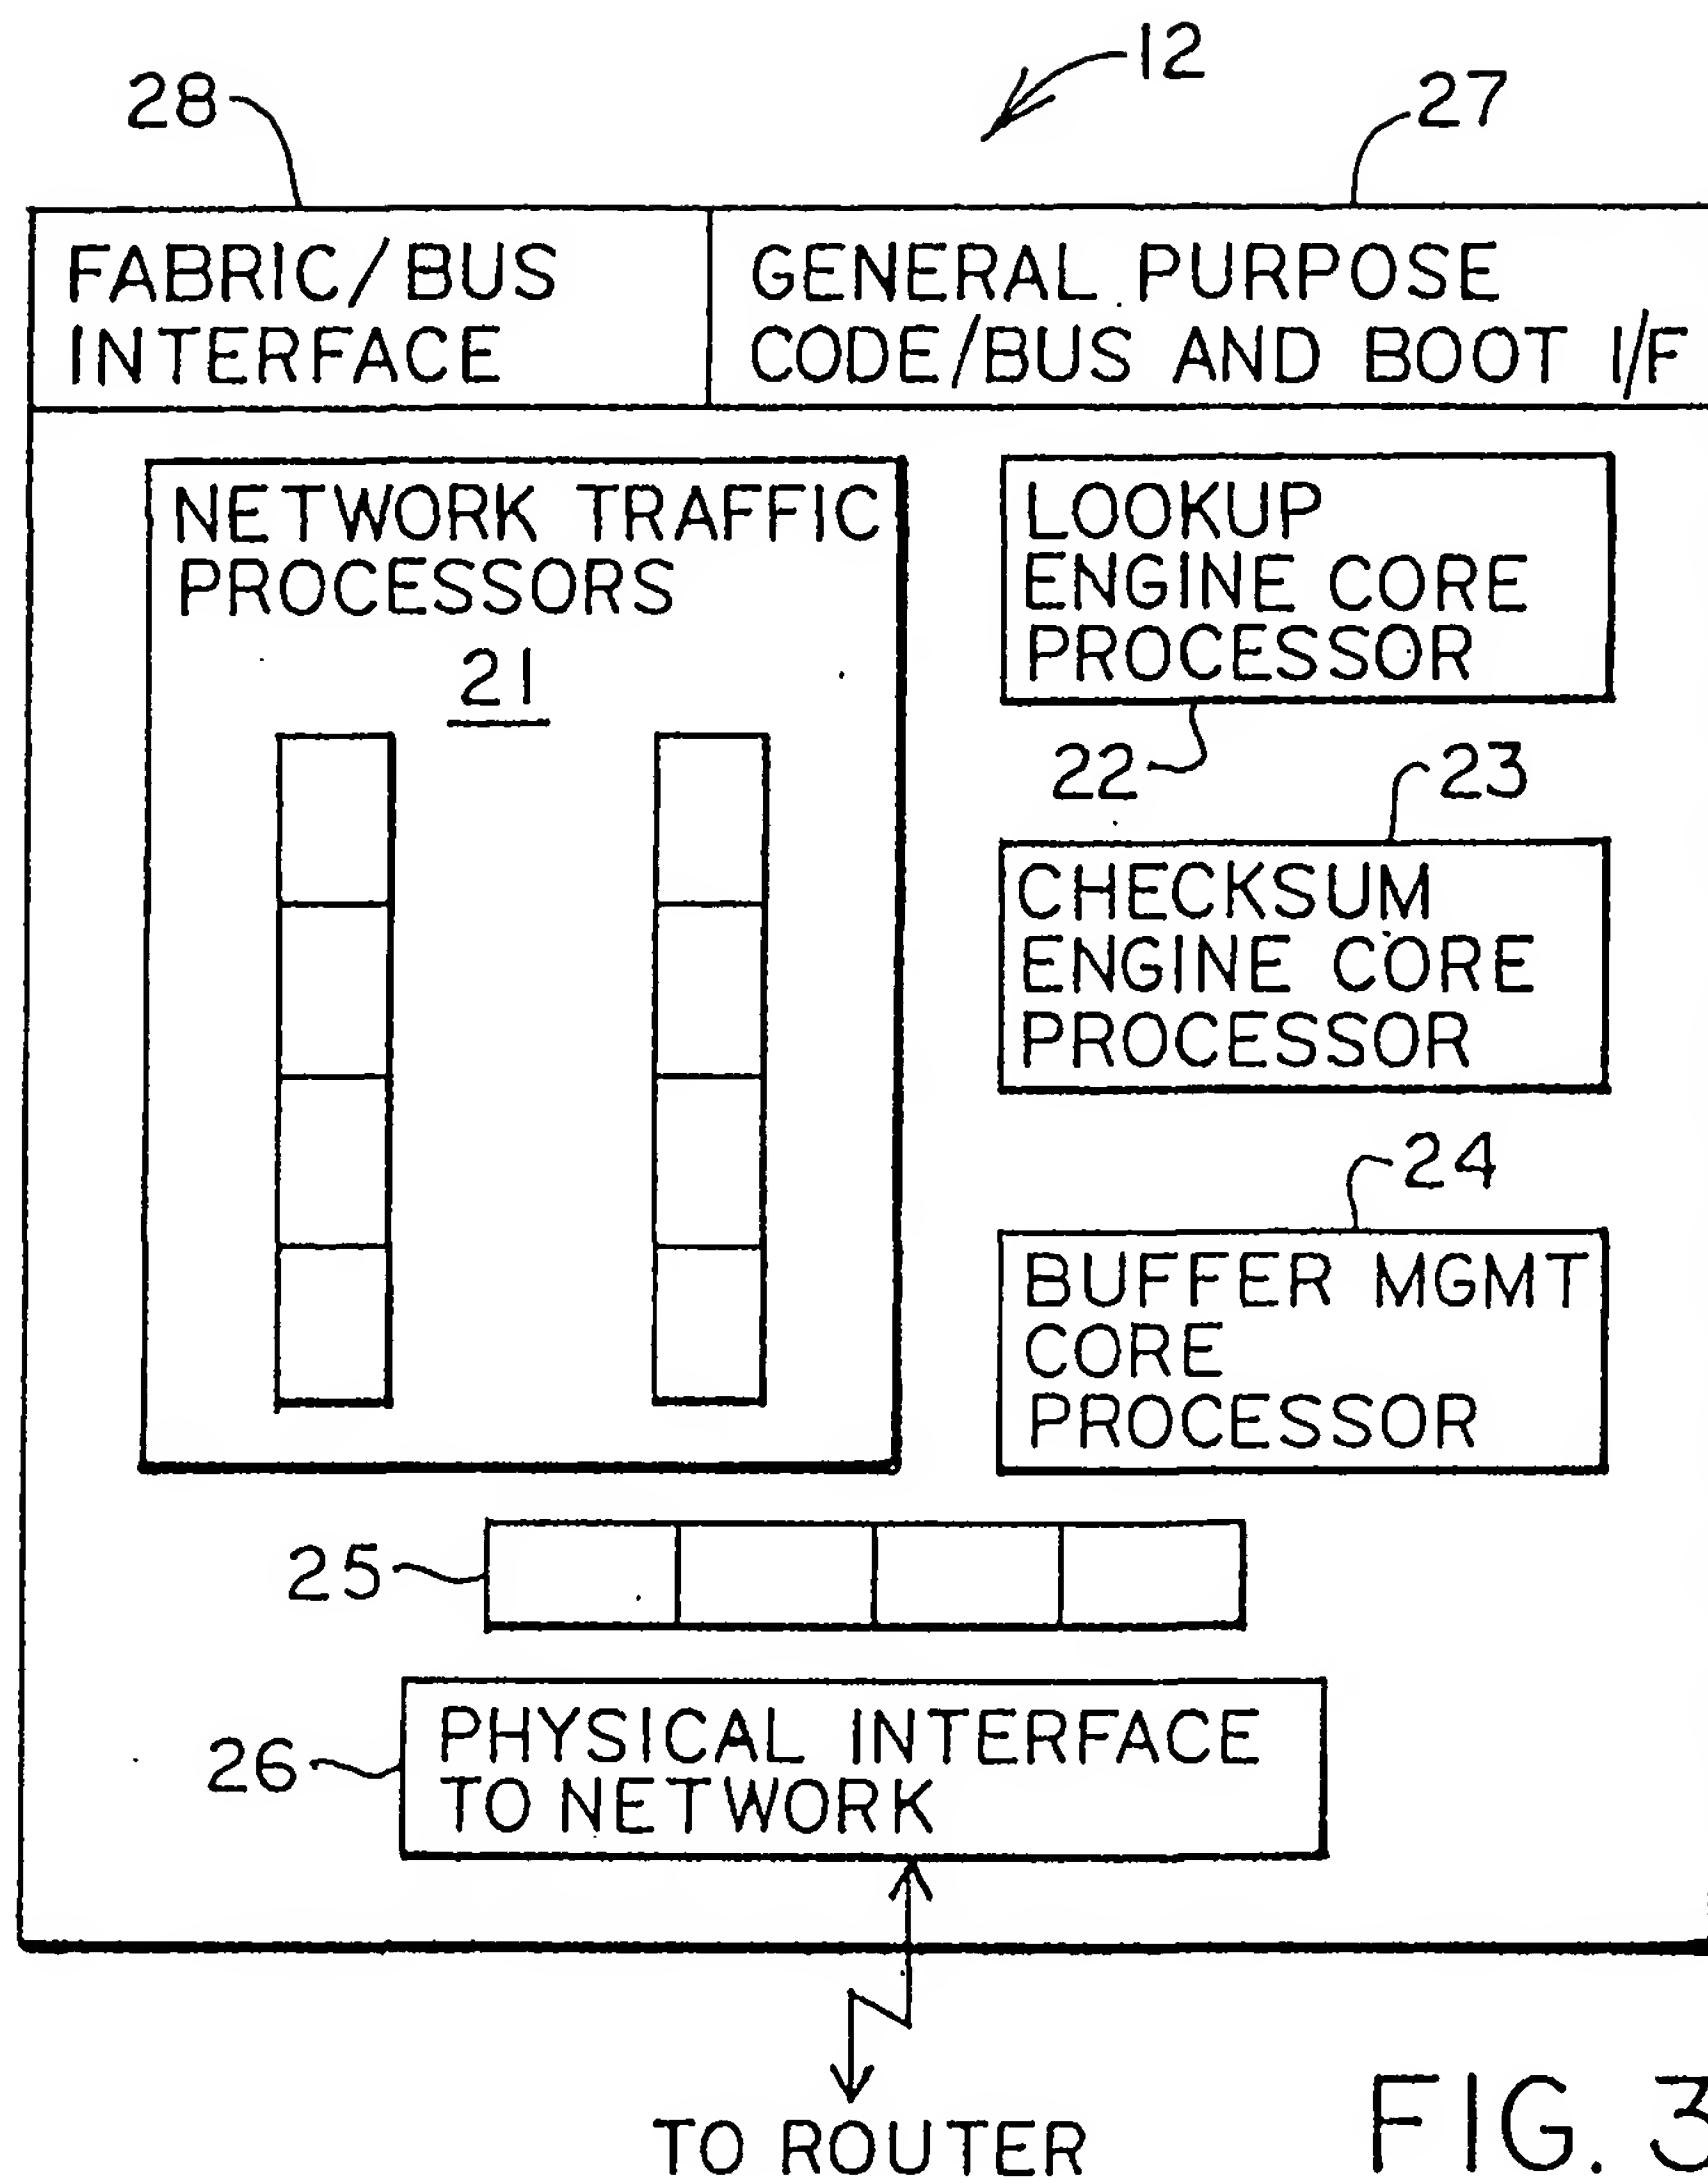 12
28
27
FABRIC/BUS
INTERFACE
GENERAL PURPOSE
CODE/BUS AND BOOT I/F
NETWORK TRAFFIC
PROCESSORS
21
LOOKUP
ENGINE CORE
PROCESSOR
22
23
CHECKSUM
ENGINE CORE
PROCESSOR
24
BUFFER MGMT
CORE
PROCESSOR
25
26
PHYSICAL INTERFACE
TO NETWORK
TO ROUTER
FIG. 3